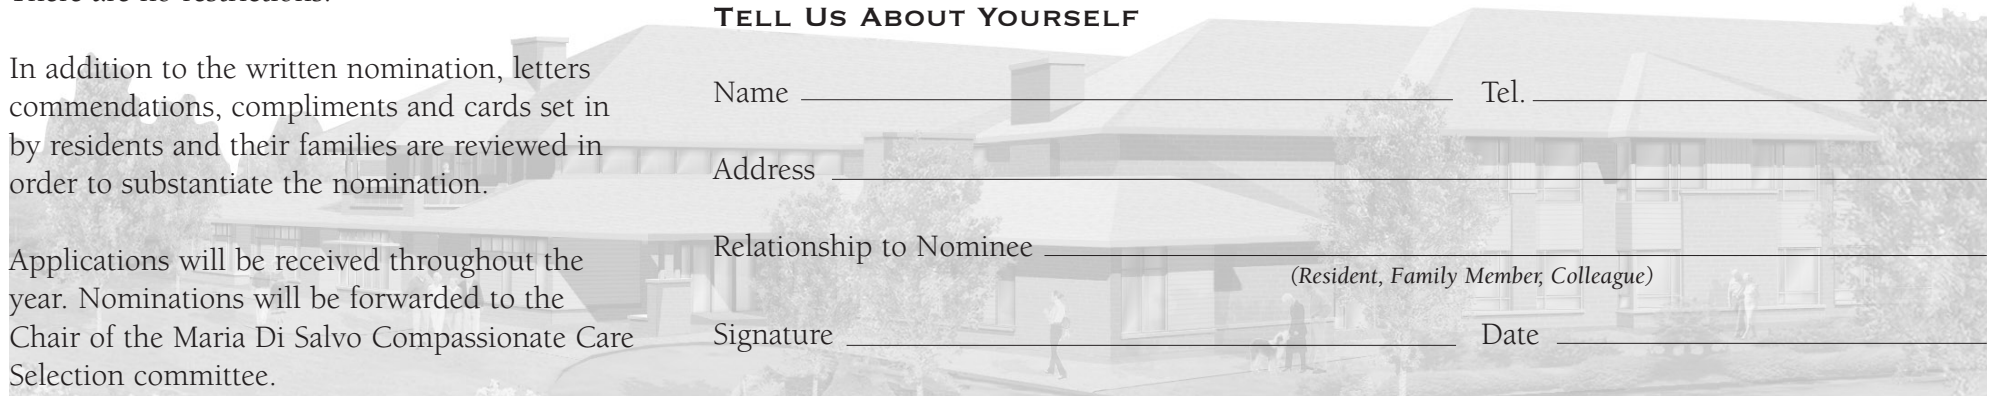 There are no restrictions.
In addition to the written nomination, letters
commendations, compliments and cards set in
by residents and their families are reviewed in
order to substantiate the nomination.
Applications will be received throughout the
year. Nominations will be forwarded to the
Chair of the Maria Di Salvo Compassionate Care
Selection committee.
Tell Us About Yourself
Name Tel.
Address
Relationship to Nominee
(Resident, Family Member, Colleague)
Signature Date